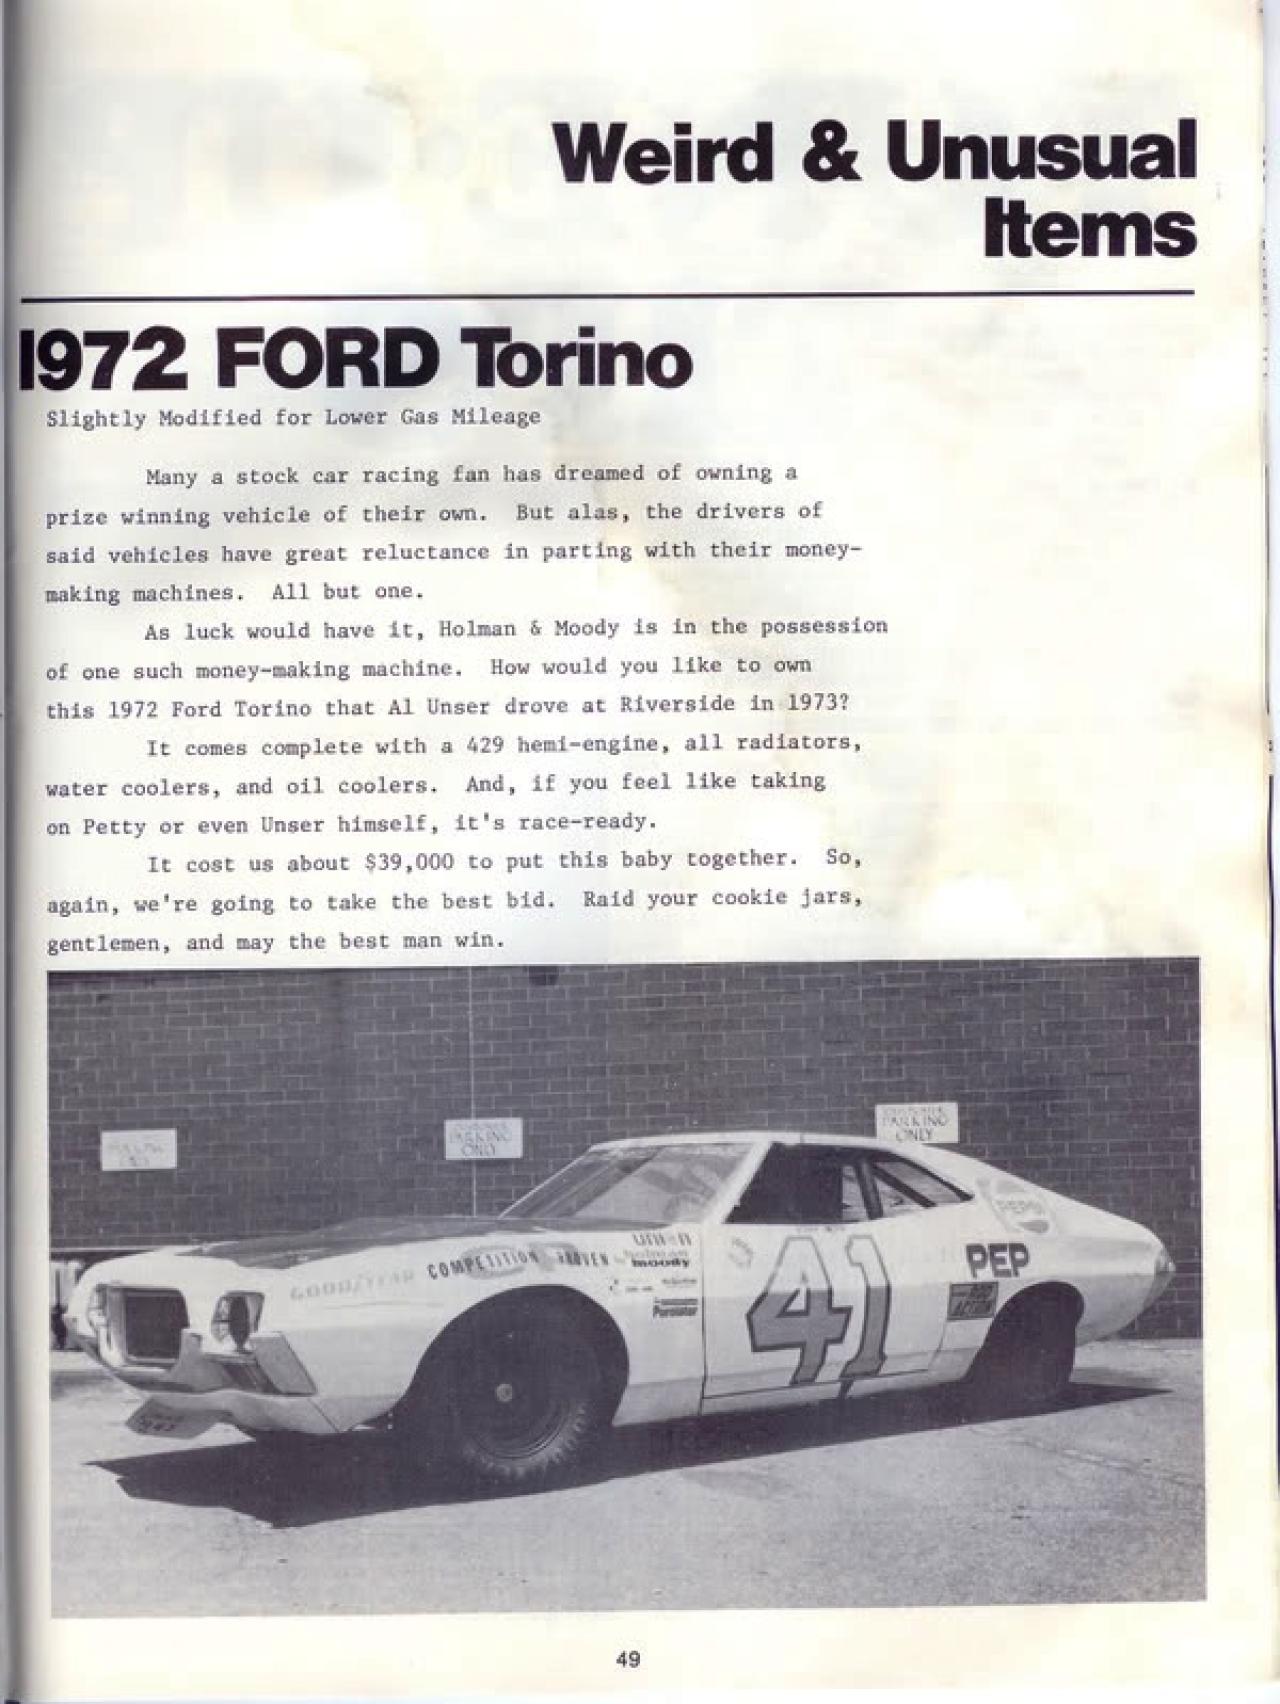 Weird & Unusual
Items
1972 FORD Torino
Slightly Modified for Lower Gas Mileage
Many a stock car racing fan has dreamed of owning a
prize winning vehicle of their own. But alas, the drivers of
said vehicles have great reluctance in parting with their money-
making machines. All but one.
As luck would have it, Holman & Moody is in the possession
of one such money-making machine. How would you like to own
this 1972 Ford Torino that Al Unser drove at Riverside in 1973?
It comes complete with a 429 hemi-engine, all radiators,
water coolers, and oil coolers. And, if you feel like taking
on Petty or even Unser himself, it's race-ready.
It cost us about $39,000 to put this baby together. So,
again, we're going to take the best bid. Raid your cookie jars,
gentlemen, and may the best man win.
PARKING
ONLY
PARKING
ONLY
PEPSI
GOODYEAR
COMPETITION PROVEN
union
holman
moody
Purolator
41
PEP
ROD
ACTION
49